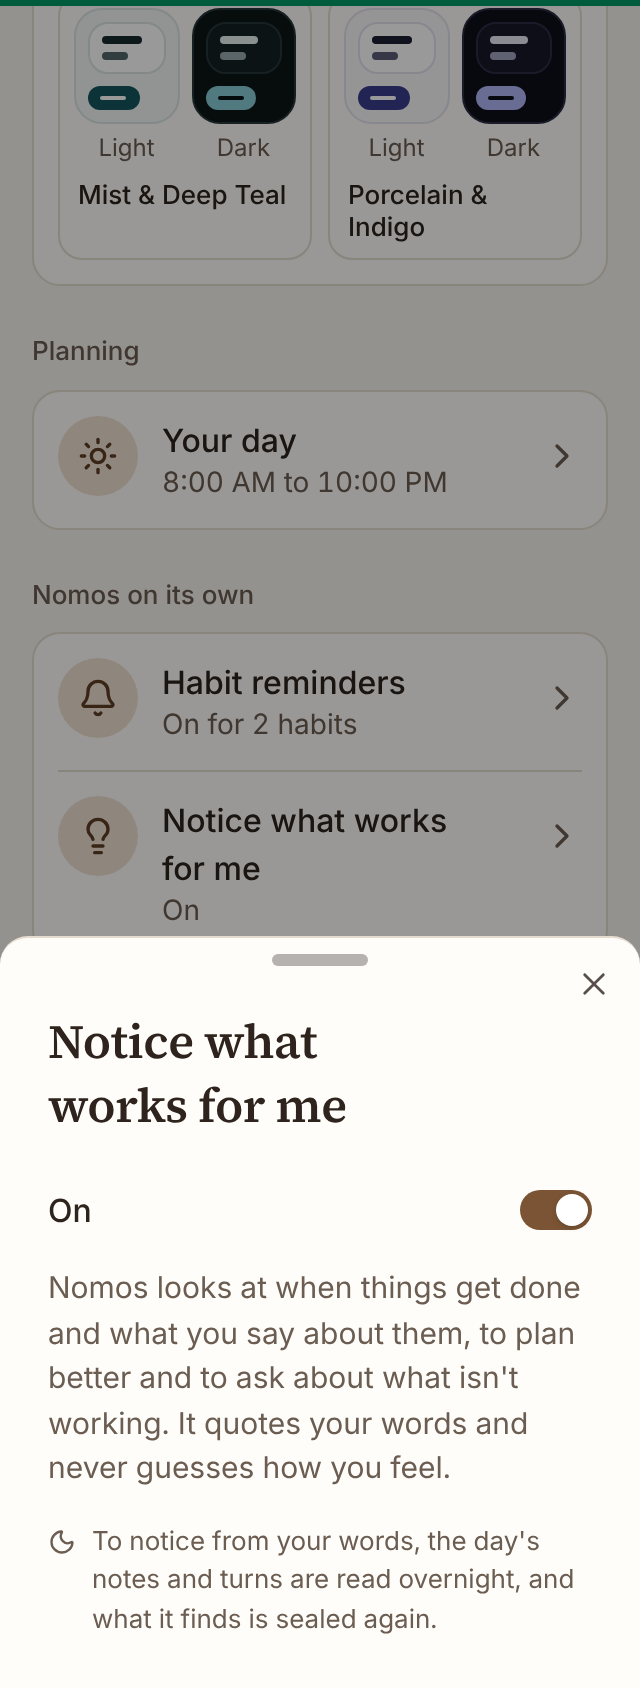 Light
Dark
Light
Dark
Mist & Deep Teal
Porcelain &
Indigo
Planning
Your day
8:00 AM to 10:00 PM
Nomos on its own
Habit reminders
On for 2 habits
Notice what works
for me
On
Notice what
works for me
On
Nomos looks at when things get done
and what you say about them, to plan
better and to ask about what isn't
working. It quotes your words and
never guesses how you feel.
To notice from your words, the day's
notes and turns are read overnight, and
what it finds is sealed again.